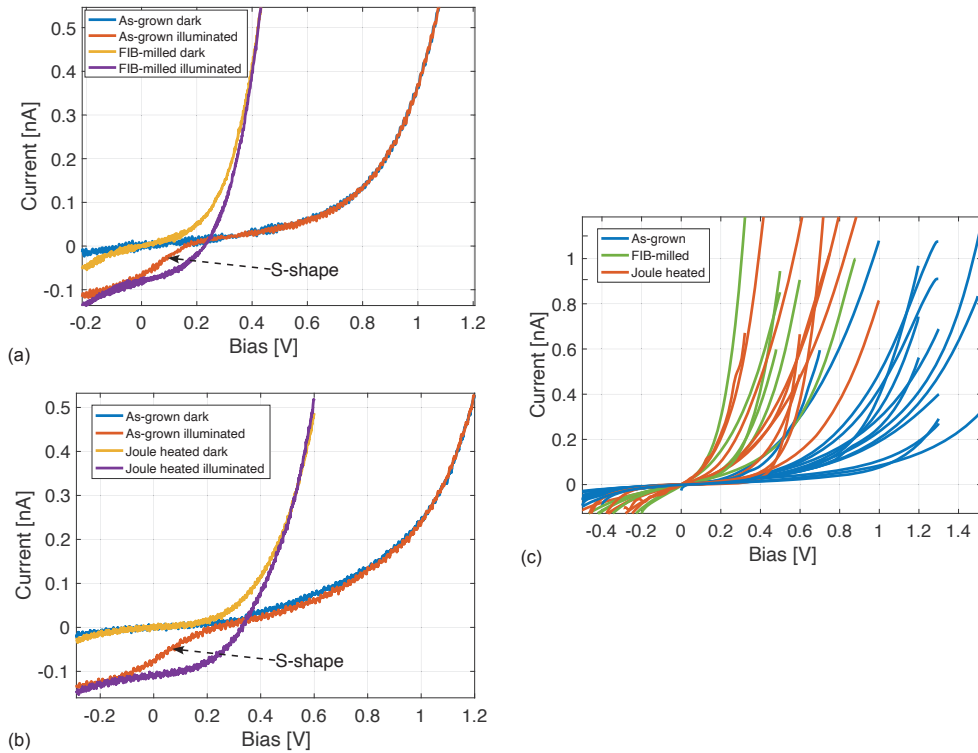 As-grown dark
As-grown illuminated
FIB-milled dark
FIB-milled illuminated
0.5
0.4
0.3
0.2
0.1
0
-0.1
Current [nA]
S-shape
-0.2 0 0.2 0.4 0.6 0.8 1 1.2
Bias [V]
(a)
As-grown dark
As-grown illuminated
Joule heated dark
Joule heated illuminated
0.5
0.4
0.3
0.2
0.1
0
-0.1
Current [nA]
S-shape
-0.2 0 0.2 0.4 0.6 0.8 1 1.2
Bias [V]
(b)
As-grown
FIB-milled
Joule heated
1
0.8
0.6
0.4
0.2
0
Current [nA]
-0.4 -0.2 0 0.2 0.4 0.6 0.8 1 1.2 1.4
Bias [V]
(c)